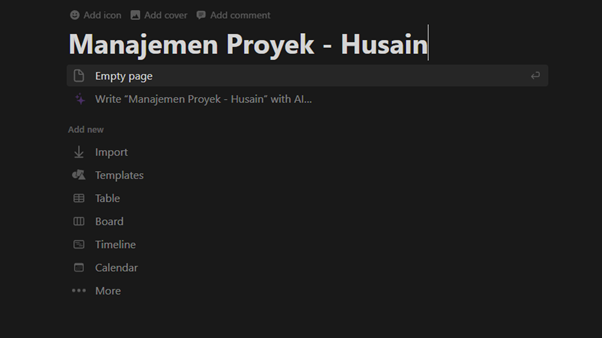 Add icon Add cover Add comment
Manajemen Proyek - Husain
Empty page
Write "Manajemen Proyek - Husain" with AI...
Add new
Import
Templates
Table
Board
Timeline
Calendar
More